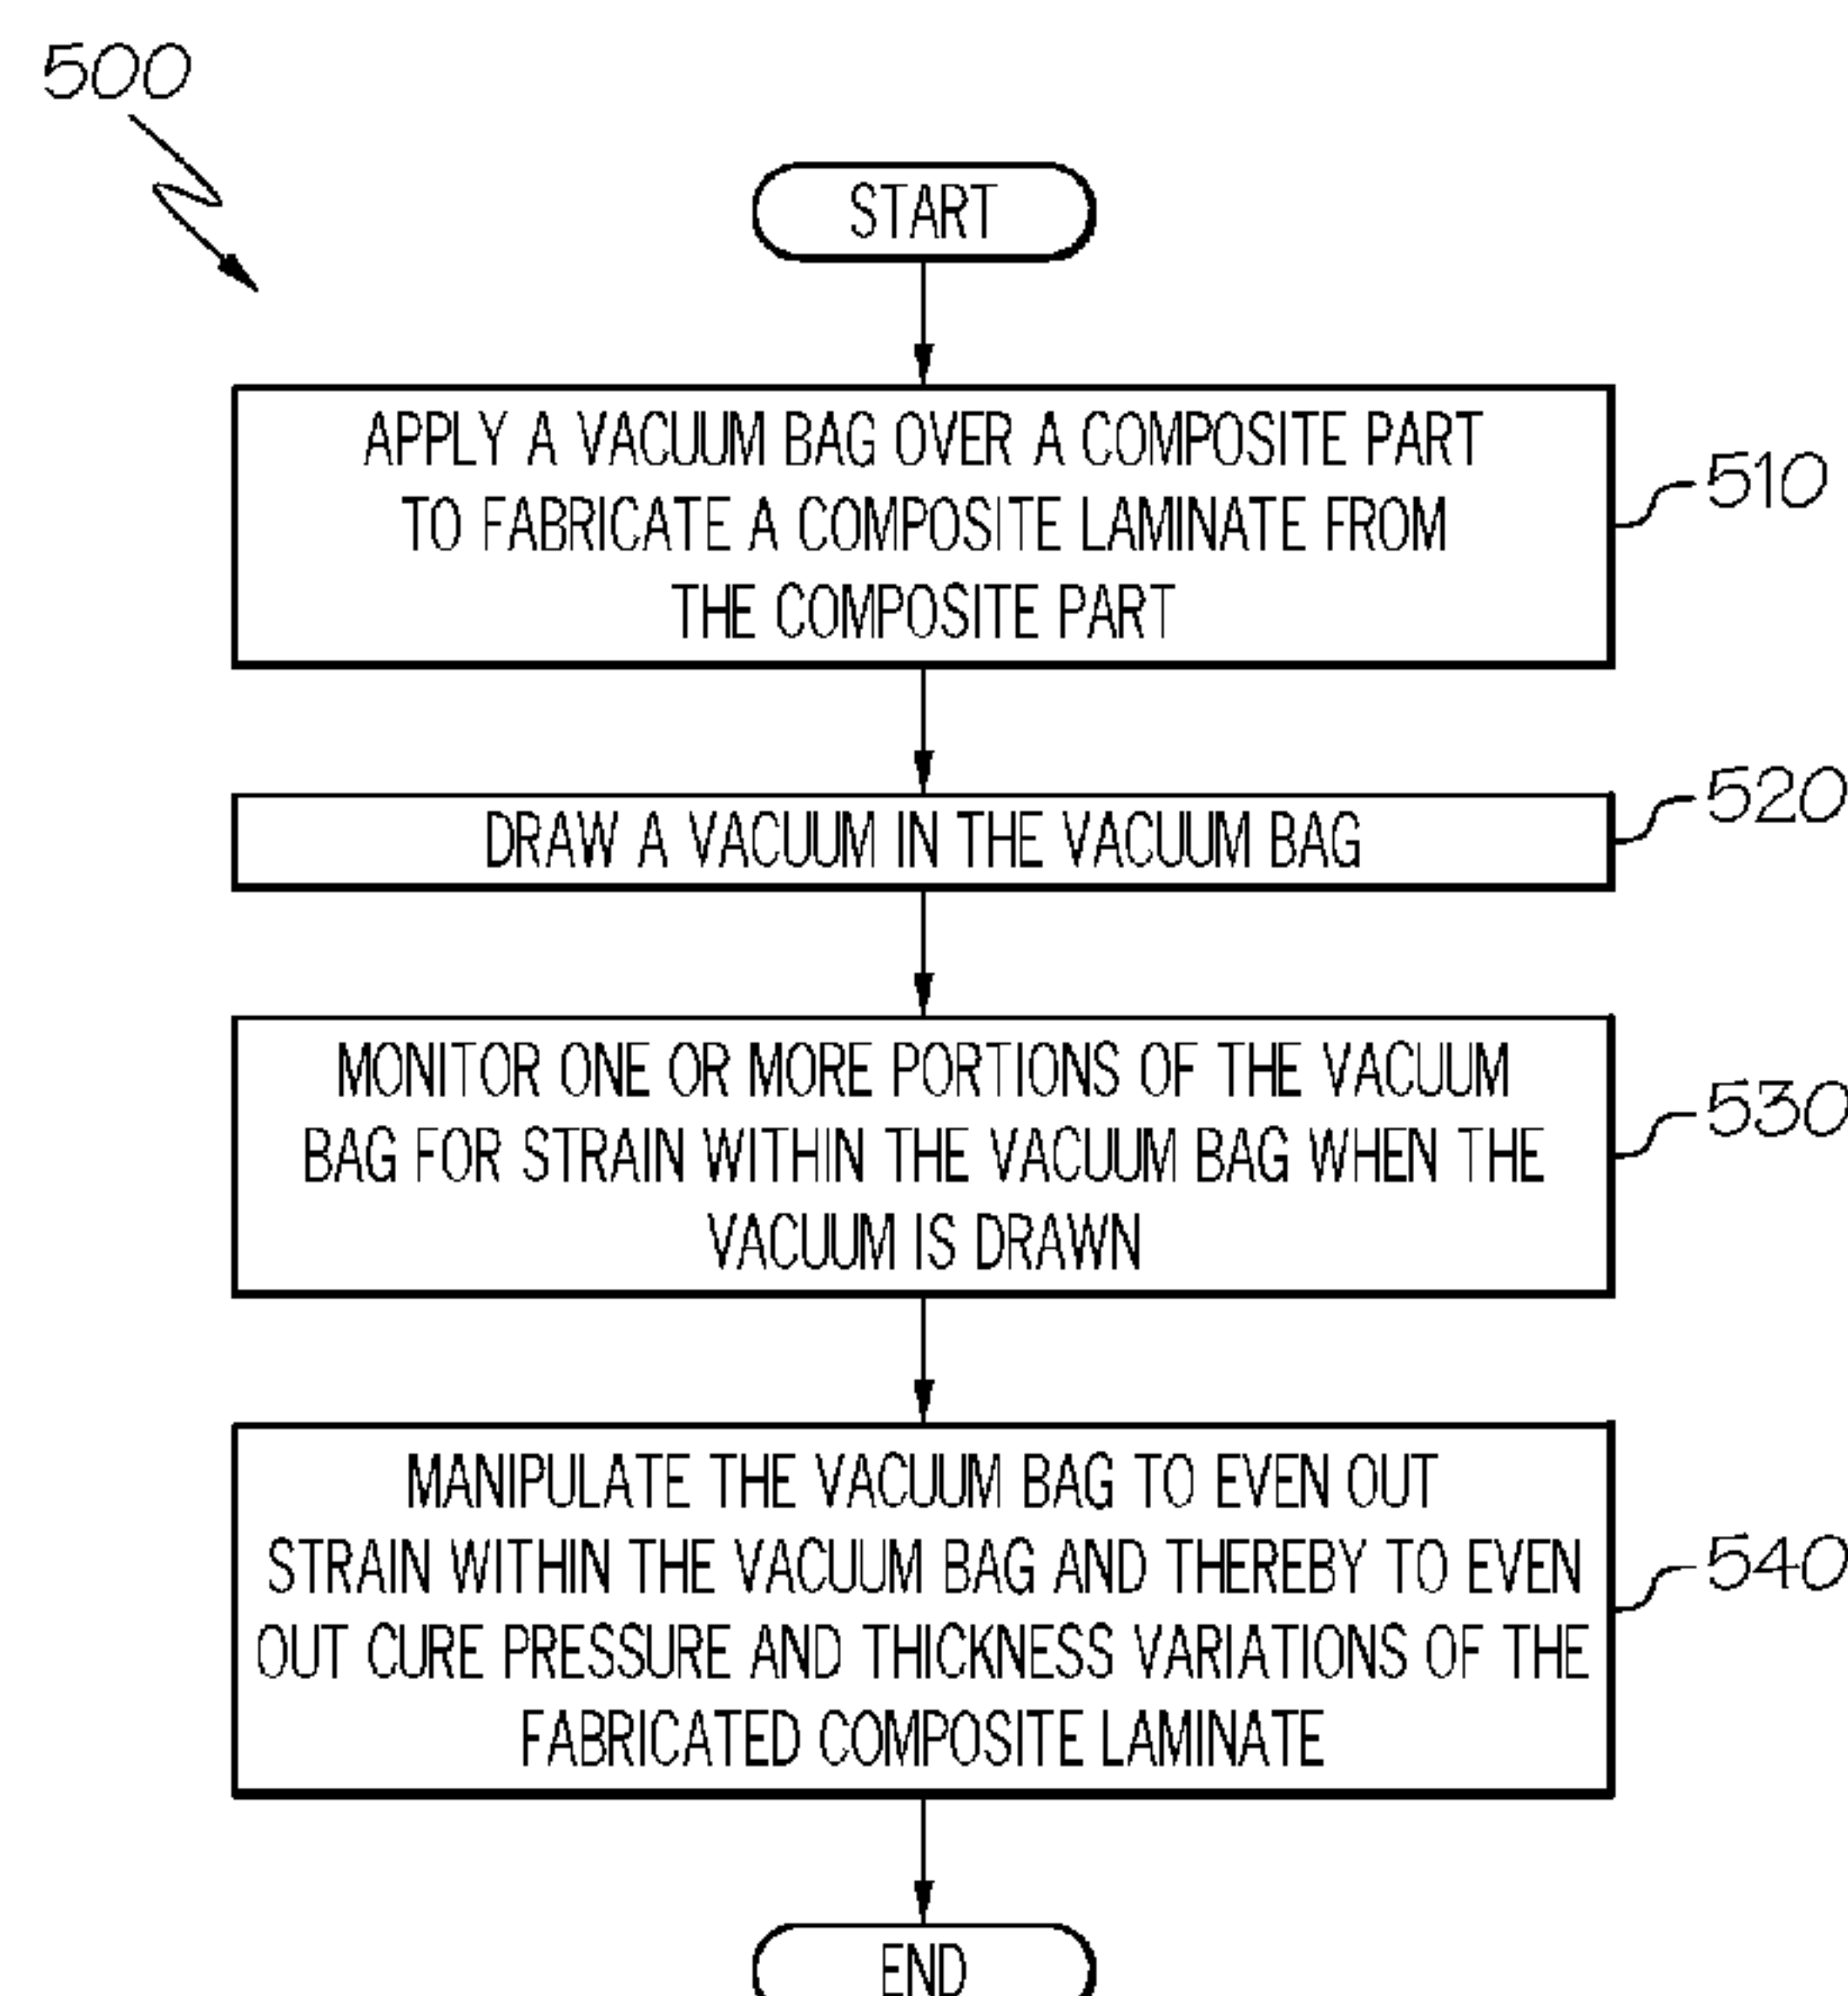 500
START
APPLY A VACUUM BAG OVER A COMPOSITE PART
TO FABRICATE A COMPOSITE LAMINATE FROM
THE COMPOSITE PART
510
DRAW A VACUUM IN THE VACUUM BAG
520
MONITOR ONE OR MORE PORTIONS OF THE VACUUM
BAG FOR STRAIN WITHIN THE VACUUM BAG WHEN THE
VACUUM IS DRAWN
530
MANIPULATE THE VACUUM BAG TO EVEN OUT
STRAIN WITHIN THE VACUUM BAG AND THEREBY TO EVEN
OUT CURE PRESSURE AND THICKNESS VARIATIONS OF THE
FABRICATED COMPOSITE LAMINATE
540
END